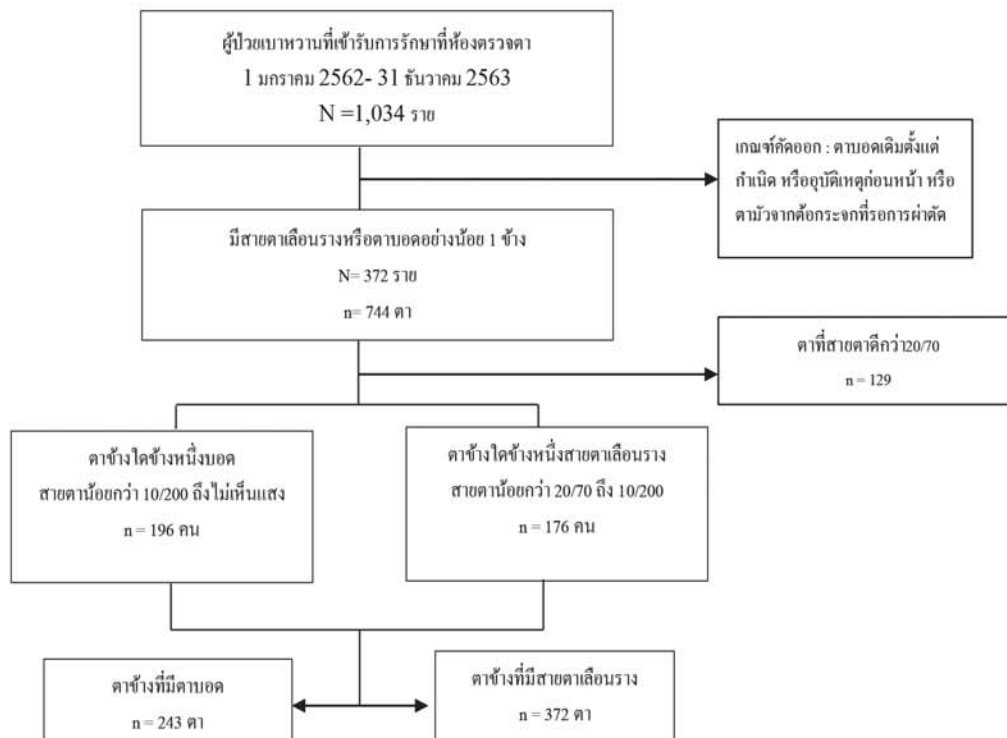 ผู้ป่วยเบาหวานที่เข้ารับการรักษาที่ห้องตรวจตา
1 มกราคม 2562- 31 ธันวาคม 2563
N =1,034 ราย
เกณฑ์คัดออก : ตาบอดเดิมตั้งแต่
กำเนิด หรืออุบัติเหตุก่อนหน้า หรือ
ตามัวจากต้อกระจกที่รอการผ่าตัด
มีสายตาเลือนรางหรือตาบอดอย่างน้อย 1 ข้าง
N= 372 ราย
n= 744 ตา
ตาที่สายตาดีกว่า20/70
n = 129
ตาข้างใดข้างหนึ่งบอด
สายตาน้อยกว่า 10/200 ถึงไม่เห็นแสง
n = 196 คน
ตาข้างใดข้างหนึ่งสายตาเลือนราง
สายตาน้อยกว่า 20/70 ถึง 10/200
n = 176 คน
ตาข้างที่มีตาบอด
n = 243 ตา
ตาข้างที่มีสายตาเลือนราง
n = 372 ตา